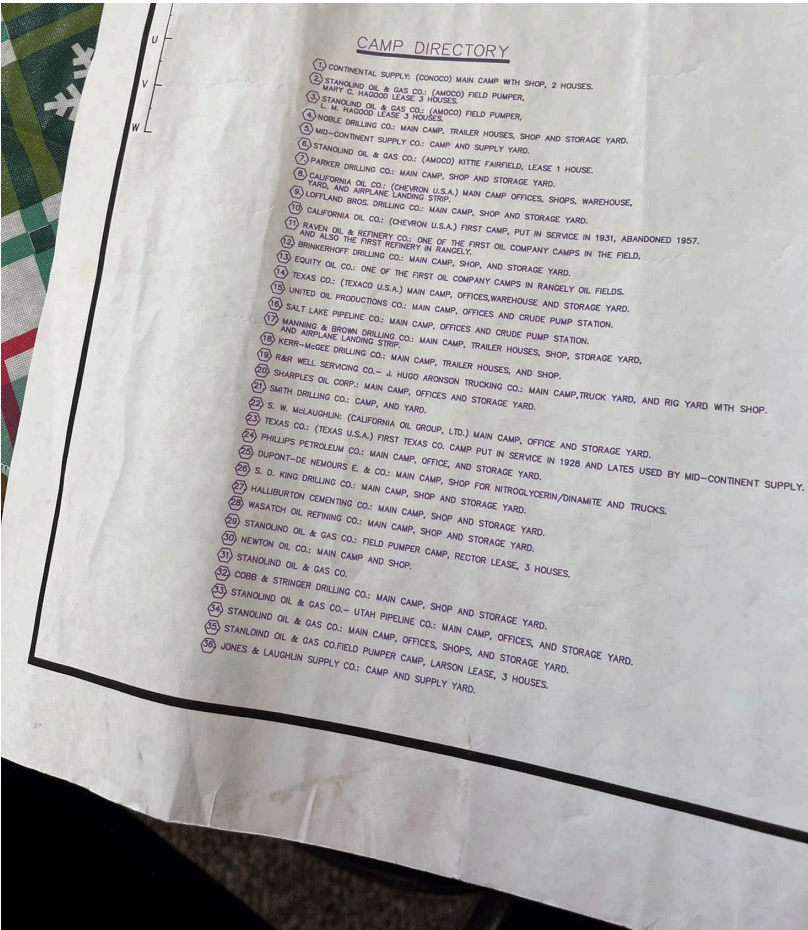 U
V
W
CAMP DIRECTORY
1 CONTINENTAL SUPPLY: (CONOCO) MAIN CAMP WITH SHOP, 2 HOUSES.
2 STANOLIND OIL & GAS CO.: (AMOCO) FIELD PUMPER,
MARY C. HAGOOD LEASE 3 HOUSES.
3 STANOLIND OIL & GAS CO.: (AMOCO) FIELD PUMPER,
L. M. HAGOOD LEASE 3 HOUSES.
4 NOBLE DRILLING CO.: MAIN CAMP, TRAILER HOUSES, SHOP AND STORAGE YARD.
5 MID-CONTINENT SUPPLY CO.: CAMP AND SUPPLY YARD.
6 STANOLIND OIL & GAS CO.: (AMOCO) KITTIE FAIRFIELD, LEASE 1 HOUSE.
7 PARKER DRILLING CO.: MAIN CAMP, SHOP AND STORAGE YARD.
8 CALIFORNIA OIL CO.: (CHEVRON U.S.A.) MAIN CAMP OFFICES, SHOPS, WAREHOUSE,
YARD, AND AIRPLANE LANDING STRIP.
9 LOFFLAND BROS. DRILLING CO.: MAIN CAMP, SHOP AND STORAGE YARD.
10 CALIFORNIA OIL CO.: (CHEVRON U.S.A.) FIRST CAMP, PUT IN SERVICE IN 1931, ABANDONED 1957.
11 RAVEN OIL & REFINERY CO.: ONE OF THE FIRST OIL COMPANY CAMPS IN THE FIELD,
AND ALSO THE FIRST REFINERY IN RANGELY.
12 BRINKERHOFF DRILLING CO.: MAIN CAMP, SHOP, AND STORAGE YARD.
13 EQUITY OIL CO.: ONE OF THE FIRST OIL COMPANY CAMPS IN RANGELY OIL FIELDS.
14 TEXAS CO.: (TEXACO U.S.A.) MAIN CAMP, OFFICES,WAREHOUSE AND STORAGE YARD.
15 UNITED OIL PRODUCTIONS CO.: MAIN CAMP, OFFICES AND CRUDE PUMP STATION.
16 SALT LAKE PIPELINE CO.: MAIN CAMP, OFFICES AND CRUDE PUMP STATION.
17 MANNING & BROWN DRILLING CO.: MAIN CAMP, TRAILER HOUSES, SHOP, STORAGE YARD,
AND AIRPLANE LANDING STRIP.
18 KERR-McGEE DRILLING CO.: MAIN CAMP, TRAILER HOUSES, AND SHOP.
19 R&R WELL SERVICING CO.- J. HUGO ARONSON TRUCKING CO.: MAIN CAMP,TRUCK YARD, AND RIG YARD WITH SHOP.
20 SHARPLES OIL CORP.: MAIN CAMP, OFFICES AND STORAGE YARD.
21 SMITH DRILLING CO.: CAMP, AND YARD.
22 S. W. McLAUGHLIN: (CALIFORNIA OIL GROUP, LTD.) MAIN CAMP, OFFICE AND STORAGE YARD.
23 TEXAS CO.: (TEXAS U.S.A.) FIRST TEXAS CO. CAMP PUT IN SERVICE IN 1928 AND LATE5 USED BY MID-CONTINENT SUPPLY.
24 PHILLIPS PETROLEUM CO.: MAIN CAMP, OFFICE, AND STORAGE YARD.
25 DUPONT-DE NEMOURS E. & CO.: MAIN CAMP, SHOP FOR NITROGLYCERIN/DINAMITE AND TRUCKS.
26 S. D. KING DRILLING CO.: MAIN CAMP, SHOP AND STORAGE YARD.
27 HALLIBURTON CEMENTING CO.: MAIN CAMP, SHOP AND STORAGE YARD.
28 WASATCH OIL REFINING CO.: MAIN CAMP, SHOP AND STORAGE YARD.
29 STANOLIND OIL & GAS CO.: FIELD PUMPER CAMP, RECTOR LEASE, 3 HOUSES.
30 NEWTON OIL CO.: MAIN CAMP AND SHOP.
31 STANOLIND OIL & GAS CO.
32 COBB & STRINGER DRILLING CO.: MAIN CAMP, SHOP AND STORAGE YARD,
33 STANOLIND OIL & GAS CO.- UTAH PIPELINE CO.: MAIN CAMP, OFFICES, AND STORAGE YARD.
34 STANOLIND OIL & GAS CO.: MAIN CAMP, OFFICES, SHOPS, AND STORAGE YARD.
35 STANLOIND OIL & GAS CO.FIELD PUMPER CAMP, LARSON LEASE, 3 HOUSES.
36 JONES & LAUGHLIN SUPPLY CO.: CAMP AND SUPPLY YARD.